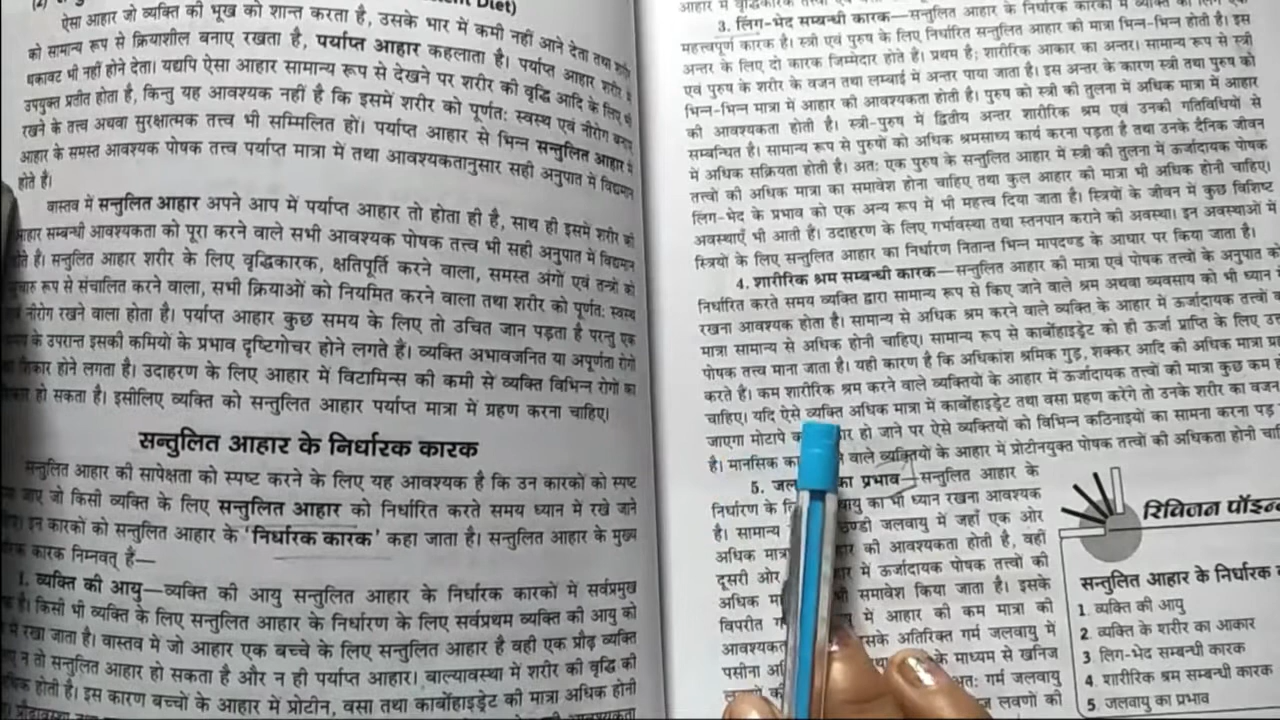 Diet)
ऐसा आहार जो व्यक्ति की भूख को शान्त करता है, उसके भार में कमी नहीं आने देता तथा शरीर
को सामान्य रूप से क्रियाशील बनाए रखता है, पर्याप्त आहार कहलाता है। पर्याप्त आहार शरीर में
थकावट भी नहीं होने देता। यद्यपि ऐसा आहार सामान्य रूप से देखने पर शरीर की वृद्धि आदि के लिए भी
उपयुक्त प्रतीत होता है, किन्तु यह आवश्यक नहीं है कि इसमें शरीर को पूर्णत: स्वस्थ एवं नीरोग बनाए
रखने के तत्त्व अथवा सुरक्षात्मक तत्त्व भी सम्मिलित हों। पर्याप्त आहार से भिन्न सन्तुलित आहार में
आहार के समस्त आवश्यक पोषक तत्त्व पर्याप्त मात्रा में तथा आवश्यकतानुसार सही अनुपात में विद्यमान
होते हैं।
वास्तव में सन्तुलित आहार अपने आप में पर्याप्त आहार तो होता ही है, साथ ही इसमें शरीर की
आहार सम्बन्धी आवश्यकता को पूरा करने वाले सभी आवश्यक पोषक तत्त्व भी सही अनुपात में विद्यमान
होते हैं। सन्तुलित आहार शरीर के लिए वृद्धिकारक, क्षतिपूर्ति करने वाला, समस्त अंगों एवं तन्त्रों को
रूप से संचालित करने वाला, सभी क्रियाओं को नियमित करने वाला तथा शरीर को पूर्णत: स्वस्थ
नीरोग रखने वाला होता है। पर्याप्त आहार कुछ समय के लिए तो उचित जान पड़ता है परन्तु एक
के उपरान्त इसकी कमियों के प्रभाव दृष्टिगोचर होने लगते हैं। व्यक्ति अभावजनित या अपूर्णता रोगों
शिकार होने लगता है। उदाहरण के लिए आहार में विटामिन्स की कमी से व्यक्ति विभिन्न रोगों का
हो सकता है। इसीलिए व्यक्ति को सन्तुलित आहार पर्याप्त मात्रा में ग्रहण करना चाहिए।
सन्तुलित आहार के निर्धारक कारक
सन्तुलित आहार की सापेक्षता को स्पष्ट करने के लिए यह आवश्यक है कि उन कारकों को स्पष्ट
जाए जो किसी व्यक्ति के लिए सन्तुलित आहार को निर्धारित करते समय ध्यान में रखे जाने
इन कारकों को सन्तुलित आहार के 'निर्धारक कारक' कहा जाता है। सन्तुलित आहार के मुख्य
कारक निम्नवत् हैं—
1. व्यक्ति की आयु—व्यक्ति की आयु सन्तुलित आहार के निर्धारक कारकों में सर्वप्रमुख
है। किसी भी व्यक्ति के लिए सन्तुलित आहार के निर्धारण के लिए सर्वप्रथम व्यक्ति की आयु को
में रखा जाता है। वास्तव में जो आहार एक बच्चे के लिए सन्तुलित आहार है वही एक प्रौढ़ व्यक्ति
न तो सन्तुलित आहार हो सकता है और न ही पर्याप्त आहार। बाल्यावस्था में शरीर की वृद्धि की
अधिक होती है। इस कारण बच्चों के आहार में प्रोटीन, वसा तथा कार्बोहाइड्रेट की मात्रा अधिक होनी
3. लिंग-भेद सम्बन्धी कारक—सन्तुलित आहार के निर्धारक कारकों में व्यक्ति का लिंग एक
महत्त्वपूर्ण कारक है। स्त्री एवं पुरुष के लिए निर्धारित सन्तुलित आहार की मात्रा भिन्न-भिन्न होती है। इस
अन्तर के लिए दो कारक जिम्मेदार होते हैं। प्रथम है; शारीरिक आकार का अन्तर। सामान्य रूप से स्त्री
एवं पुरुष के शरीर के वजन तथा लम्बाई में अन्तर पाया जाता है। इस अन्तर के कारण स्त्री तथा पुरुष को
भिन्न-भिन्न मात्रा में आहार की आवश्यकता होती है। पुरुष को स्त्री की तुलना में अधिक मात्रा में आहार
की आवश्यकता होती है। स्त्री-पुरुष में द्वितीय अन्तर शारीरिक श्रम एवं उनकी गतिविधियों से
सम्बन्धित है। सामान्य रूप से पुरुषों को अधिक श्रमसाध्य कार्य करना पड़ता है तथा उनके दैनिक जीवन
में अधिक सक्रियता होती है। अत: एक पुरुष के सन्तुलित आहार में स्त्री की तुलना में ऊर्जादायक पोषक
तत्त्वों की अधिक मात्रा का समावेश होना चाहिए तथा कुल आहार की मात्रा भी अधिक होनी चाहिए।
लिंग-भेद के प्रभाव को एक अन्य रूप में भी महत्त्व दिया जाता है। स्त्रियों के जीवन में कुछ विशिष्ट
अवस्थाएँ भी आती हैं। उदाहरण के लिए गर्भावस्था तथा स्तनपान कराने की अवस्था। इन अवस्थाओं में
स्त्रियों के लिए सन्तुलित आहार का निर्धारण नितान्त भिन्न मापदण्ड के आधार पर किया जाता है।
4. शारीरिक श्रम सम्बन्धी कारक—सन्तुलित आहार की मात्रा एवं पोषक तत्त्वों के अनुपात को
निर्धारित करते समय व्यक्ति द्वारा सामान्य रूप से किए जाने वाले श्रम अथवा व्यवसाय को भी ध्यान में
रखना आवश्यक होता है। सामान्य से अधिक श्रम करने वाले व्यक्ति के आहार में ऊर्जादायक तत्त्वों
मात्रा सामान्य से अधिक होनी चाहिए। सामान्य रूप से कार्बोहाइड्रेट को ही ऊर्जा प्राप्ति के लिए
पोषक तत्त्व माना जाता है। यही कारण है कि अधिकांश श्रमिक गुड़, शक्कर आदि की अधिक मात्रा
करते हैं। कम शारीरिक श्रम करने वाले व्यक्तियों के आहार में ऊर्जादायक तत्त्वों की मात्रा कुछ कम
चाहिए। यदि ऐसे व्यक्ति अधिक मात्रा में कार्बोहाइड्रेट तथा वसा ग्रहण करेंगे तो उनके शरीर का वजन
जाएगा मोटापे हो जाने पर ऐसे व्यक्तियों को विभिन्न कठिनाइयों का सामना करना पड़
है। मानसिक वाले व्यक्तियों के आहार में प्रोटीनयुक्त पोषक तत्त्वों की अधिकता होनी
5. का प्रभाव—सन्तुलित आहार के
निर्धारण के का भी ध्यान रखना आवश्यक
है। सामान्य जलवायु में जहाँ एक ओर
अधिक की आवश्यकता होती है, वहीं
दूसरी ओर में ऊर्जादायक पोषक तत्त्वों की
अधिक समावेश किया जाता है। इसके
विपरीत में आहार की कम मात्रा की
आवश्यकता अतिरिक्त गर्म जलवायु में
पसीना के माध्यम से खनिज
गर्म जलवायु
लवणों की
रिविजन पॉइन्ट
सन्तुलित आहार के निर्धारक
1. व्यक्ति की आयु
2. व्यक्ति के शरीर का आकार
3. लिंग-भेद सम्बन्धी कारक
4. शारीरिक श्रम सम्बन्धी कारक
5. जलवायु का प्रभाव